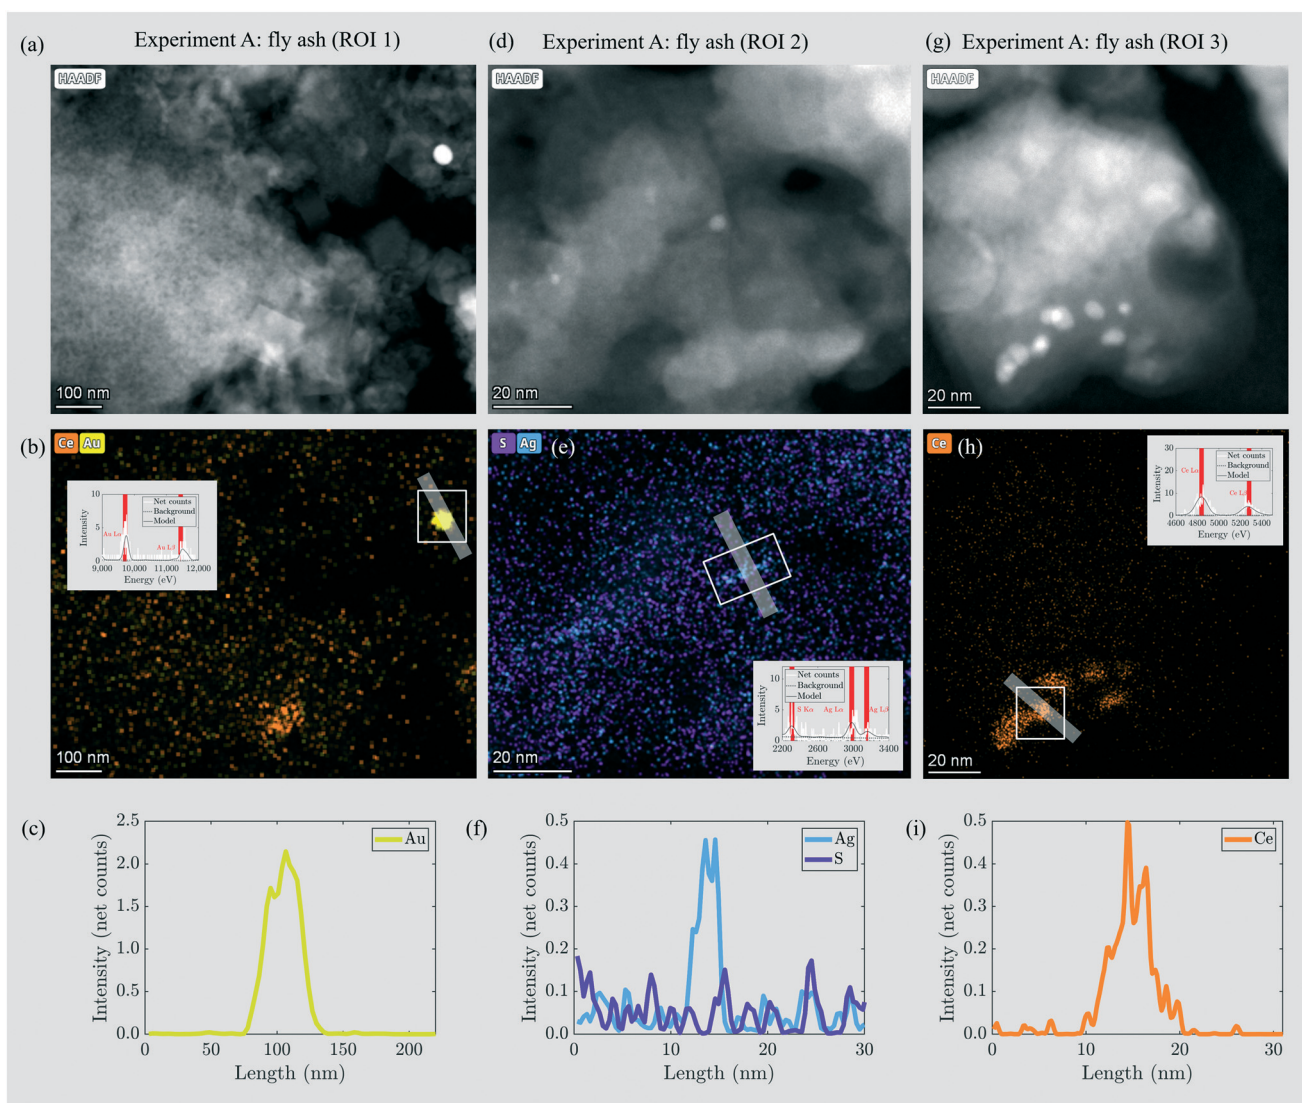 (a) Experiment A: fly ash (ROI 1)
HAADF
100 nm
(d) Experiment A: fly ash (ROI 2)
HAADF
20 nm
(g) Experiment A: fly ash (ROI 3)
HAADF
20 nm
(b)
Ce Au
10
5
0
Intensity
Net counts
Background
Model
Au Lα
Au Lβ
9,000 10,000 11,000 12,000
Energy (eV)
100 nm
S Ag (e)
10
5
0
Intensity
Net counts
Background
Model
S Kα Ag Lα Ag Lβ
2200 2600 3000 3400
Energy (eV)
20 nm
Ce (h)
30
20
10
0
Intensity
Net counts
Background
Model
Ce Lα
Ce Lβ
4600 4800 5000 5200 5400
Energy (eV)
20 nm
(c)
2.5
2.0
1.5
1.0
0.5
0.0
Intensity (net counts)
Au
0 50 100 150 200
Length (nm)
(f)
0.5
0.4
0.3
0.2
0.1
0.0
Intensity (net counts)
Ag
S
0 10 20 30
Length (nm)
(i)
0.5
0.4
0.3
0.2
0.1
0
Intensity (net counts)
Ce
0 10 20 30
Length (nm)